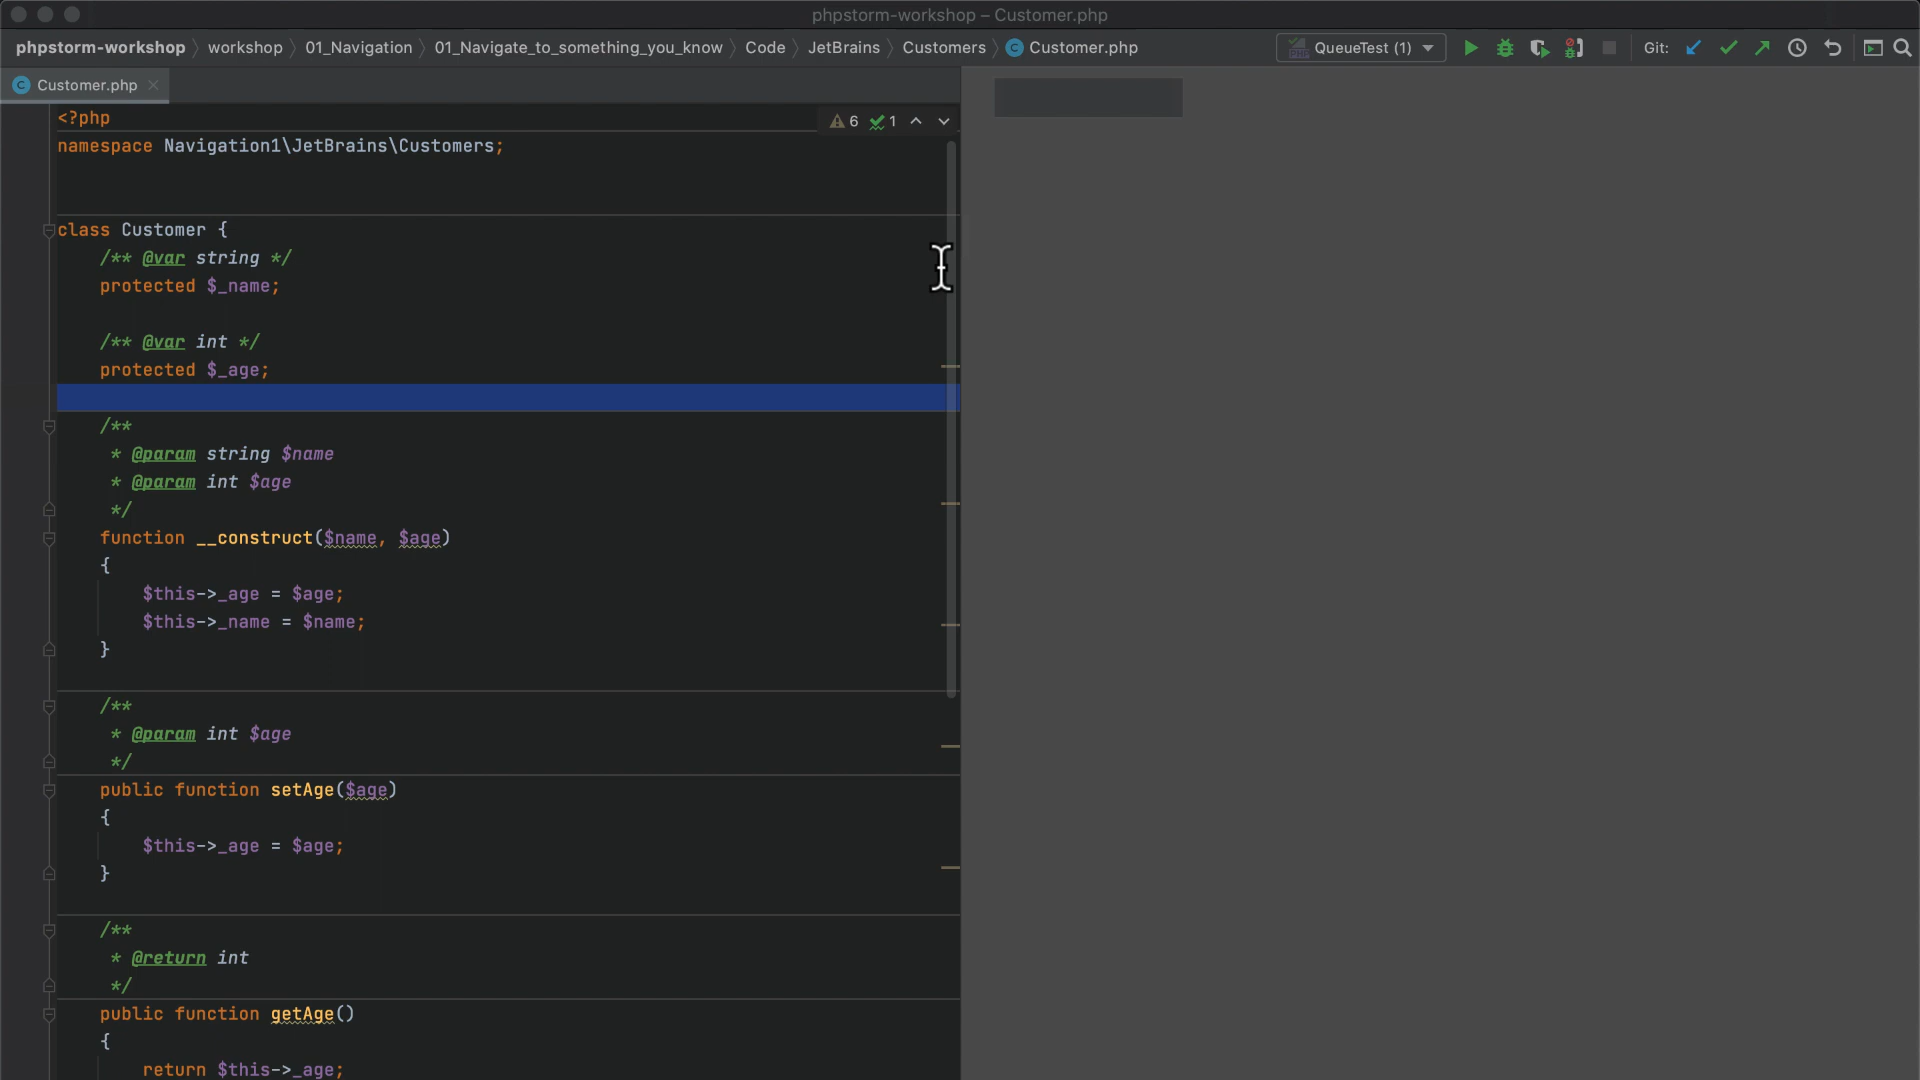 phpstorm-workshop – Customer.php
phpstorm-workshop workshop 01_Navigation 01_Navigate_to_something_you_know Code JetBrains Customers Customer.php QueueTest (1) Git:
Customer.php
<?php
6 1
namespace Navigation1\JetBrains\Customers;
class Customer {
/** @var string */
protected $_name;
/** @var int */
protected $_age;
/**
* @param string $name
* @param int $age
*/
function __construct($name, $age)
{
$this->_age = $age;
$this->_name = $name;
}
/**
* @param int $age
*/
public function setAge($age)
{
$this->_age = $age;
}
/**
* @return int
*/
public function getAge()
{
return $this->_age;